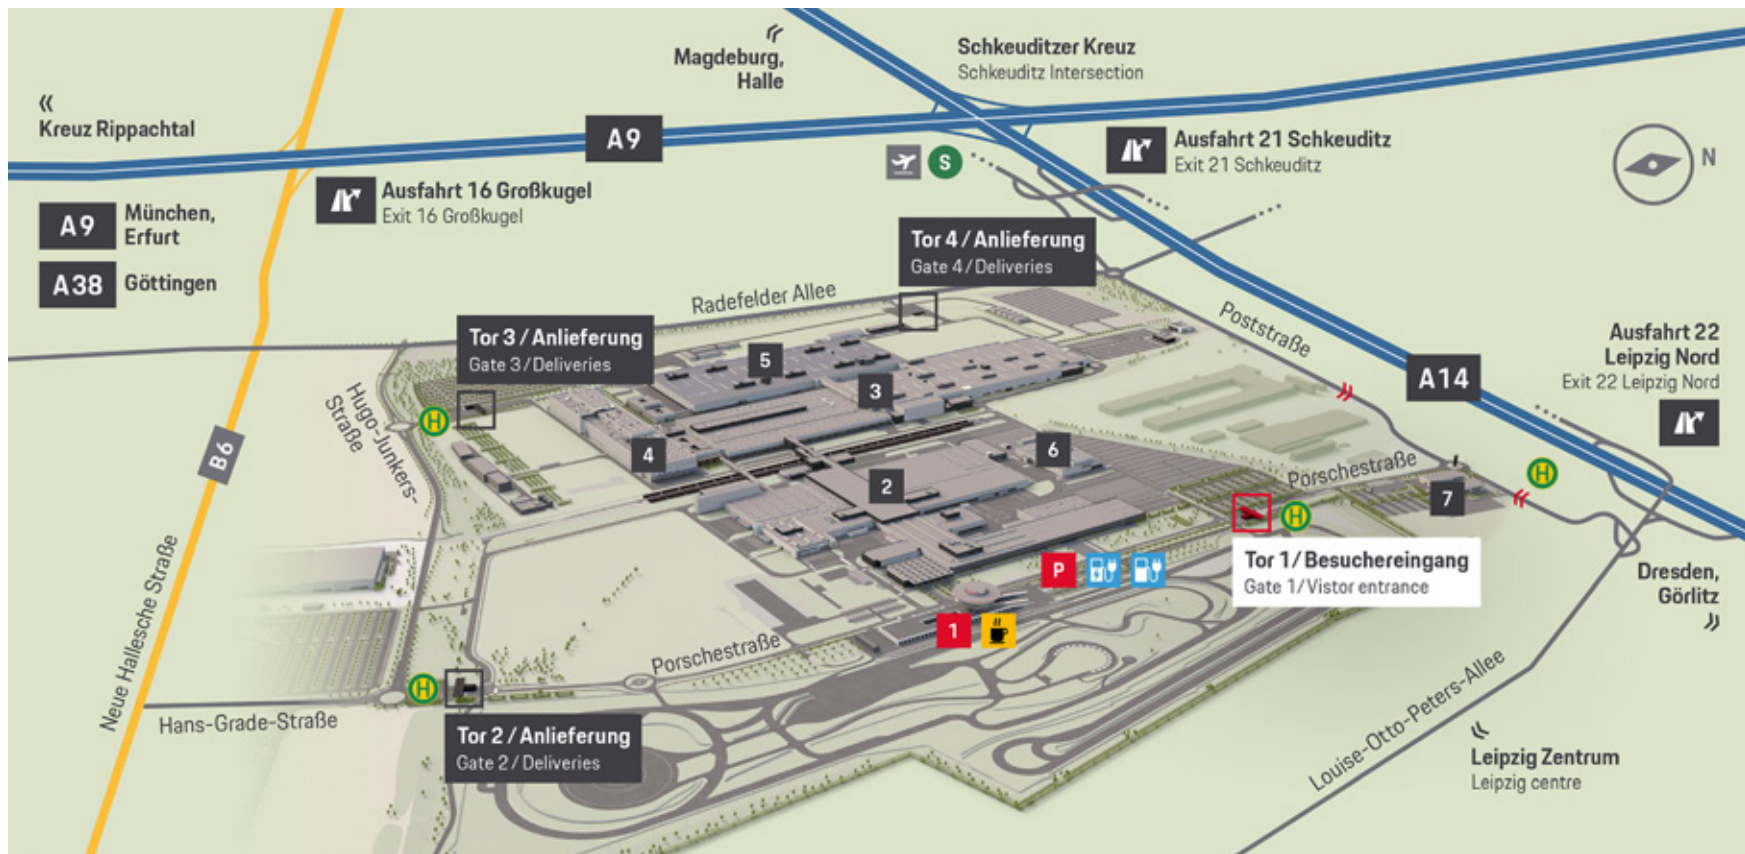 Magdeburg,
Halle
Schkeuditzer Kreuz
Schkeuditz Intersection
Kreuz Rippachtal
A9
Ausfahrt 21 Schkeuditz
Exit 21 Schkeuditz
S
N
A9
München,
Erfurt
Ausfahrt 16 Großkugel
Exit 16 Großkugel
A38
Göttingen
Tor 4 / Anlieferung
Gate 4 / Deliveries
Radefelder Allee
Poststraße
Tor 3 / Anlieferung
Gate 3 / Deliveries
Ausfahrt 22
Leipzig Nord
Exit 22 Leipzig Nord
A14
5
3
Hugo-Junkers-
Straße
H
B6
4
6
2
Porschestraße
7
H
H
Tor 1 / Besuchereingang
Gate 1 / Vistor entrance
P
1
Dresden,
Görlitz
Neue Hallesche Straße
Porschestraße
H
Hans-Grade-Straße
Tor 2 / Anlieferung
Gate 2 / Deliveries
Louise-Otto-Peters-Allee
Leipzig Zentrum
Leipzig centre